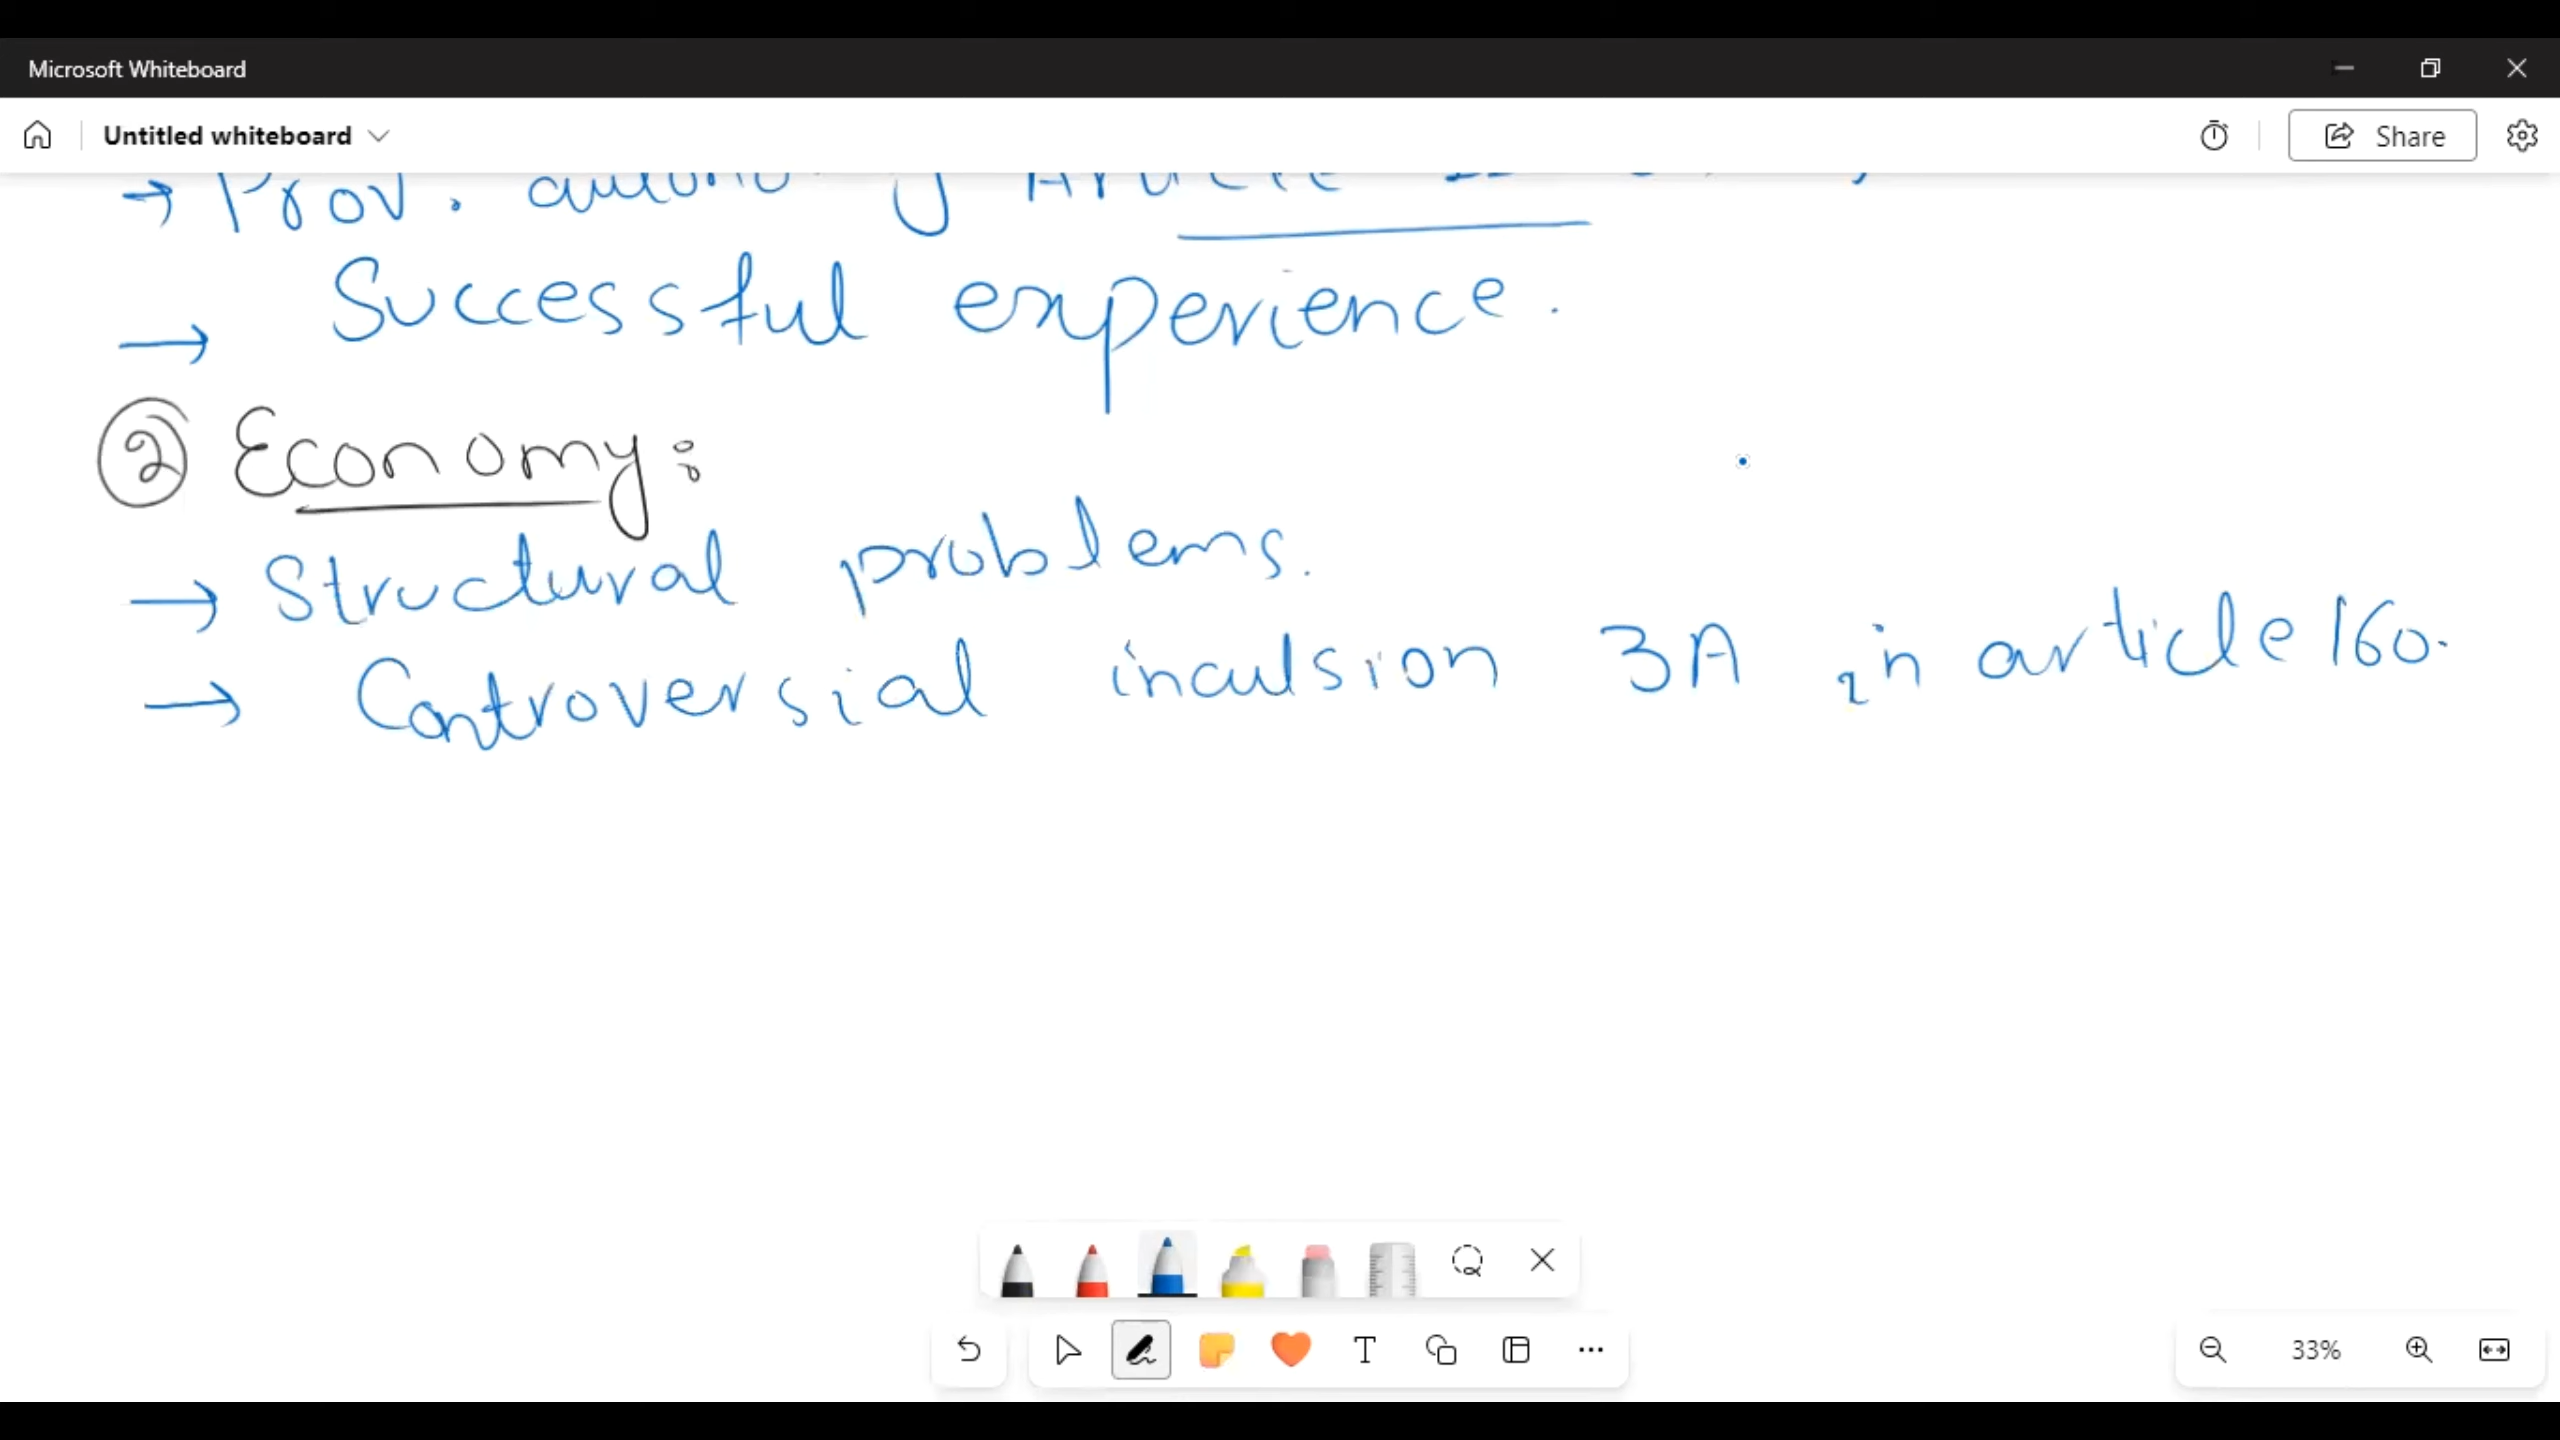 Microsoft Whiteboard
Untitled whiteboard
Share
→ Prov. Article
→ Successful experience.
② Economy:
→ Structural problems.
→ Controversial inculsion 3A in article 160.
T
33%